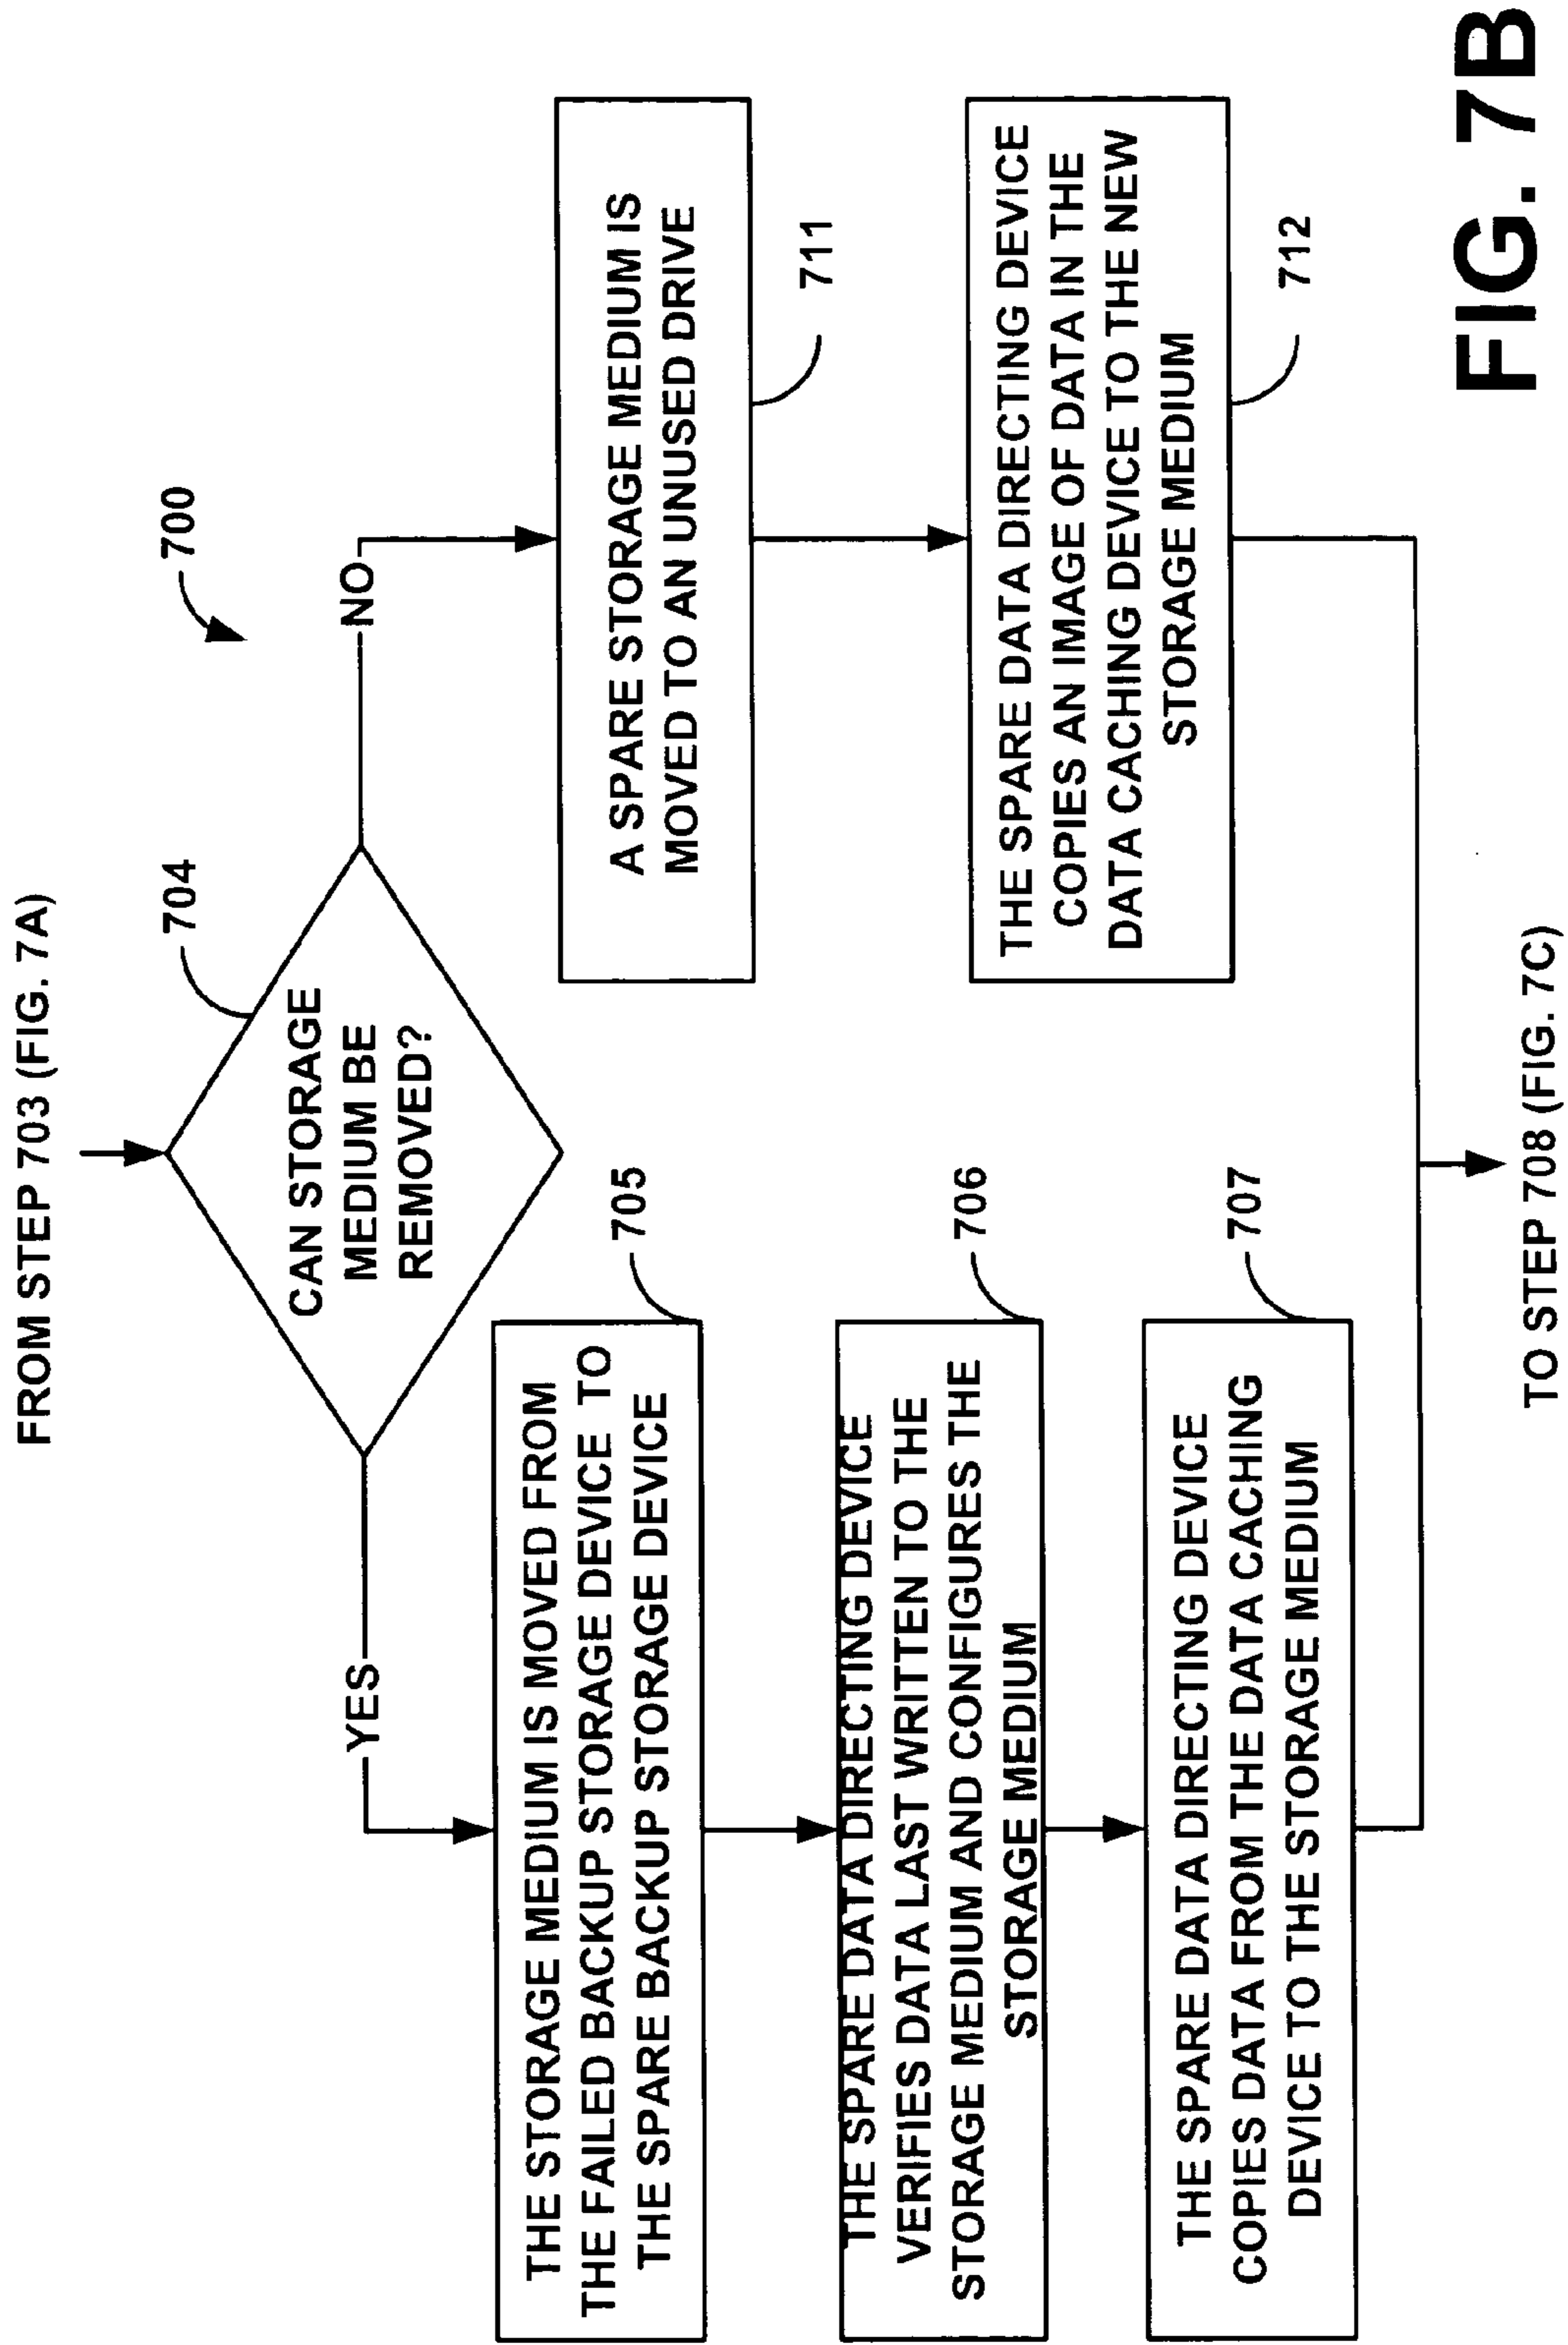 FROM STEP 703 (FIG. 7A)
700
704
CAN STORAGE
MEDIUM BE
REMOVED?
YES
NO
THE STORAGE MEDIUM IS MOVED FROM
THE FAILED BACKUP STORAGE DEVICE TO
THE SPARE BACKUP STORAGE DEVICE
705
THE SPARE DATA DIRECTING DEVICE
VERIFIES DATA LAST WRITTEN TO THE
STORAGE MEDIUM AND CONFIGURES THE
STORAGE MEDIUM
706
THE SPARE DATA DIRECTING DEVICE
COPIES DATA FROM THE DATA CACHING
DEVICE TO THE STORAGE MEDIUM
707
A SPARE STORAGE MEDIUM IS
MOVED TO AN UNUSED DRIVE
711
THE SPARE DATA DIRECTING DEVICE
COPIES AN IMAGE OF DATA IN THE
DATA CACHING DEVICE TO THE NEW
STORAGE MEDIUM
712
TO STEP 708 (FIG. 7C)
FIG. 7B